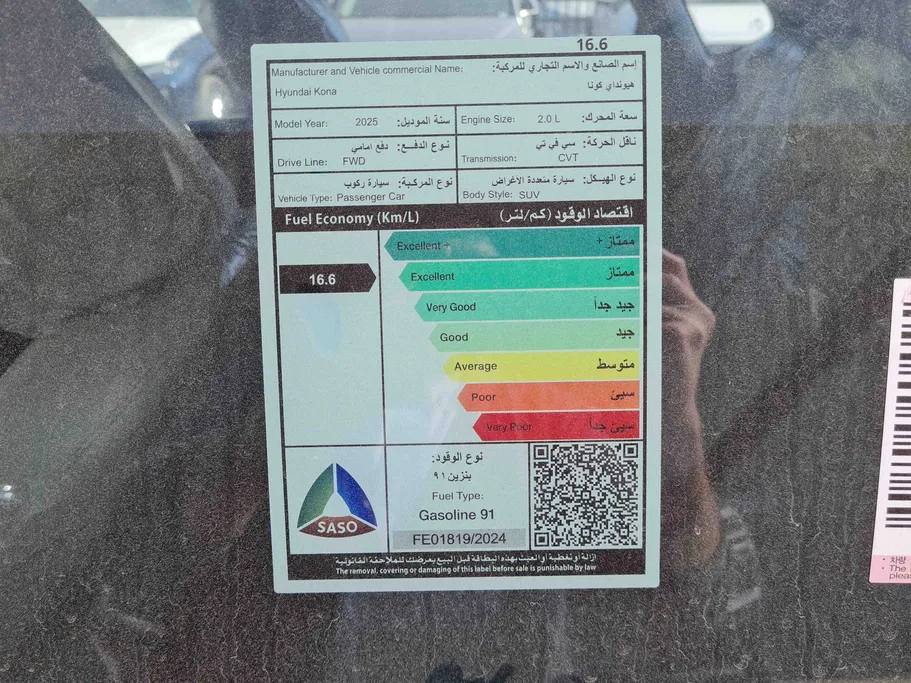 16.6
Manufacturer and Vehicle commercial Name: إسم الصانع والاسم التجاري للمركبة:
Hyundai Kona هيونداي كونا
Model Year: 2025 سنة الموديل:
Engine Size: 2.0 L سعة المحرك:
نوع الدفع: دفع امامي
Drive Line: FWD
ناقل الحركة: سي في تي
Transmission: CVT
نوع المركبة: سيارة ركوب
Vehicle Type: Passenger Car
نوع الهيكل: سيارة متعددة الاغراض
Body Style: SUV
Fuel Economy (Km/L) اقتصاد الوقود (كم/لتر)
16.6
Excellent + ممتاز +
Excellent ممتاز
Very Good جيد جداً
Good جيد
Average متوسط
Poor سيئ
Very Poor سيئ جداً
SASO
نوع الوقود:
بنزين ٩١
Fuel Type:
Gasoline 91
FE01819/2024
إزالة أو تغطية أو العبث بهذه البطاقة قبل البيع يعرضك للملاحقة القانونية
The removal, covering or damaging of this label before sale is punishable by law
차량
The
pleas